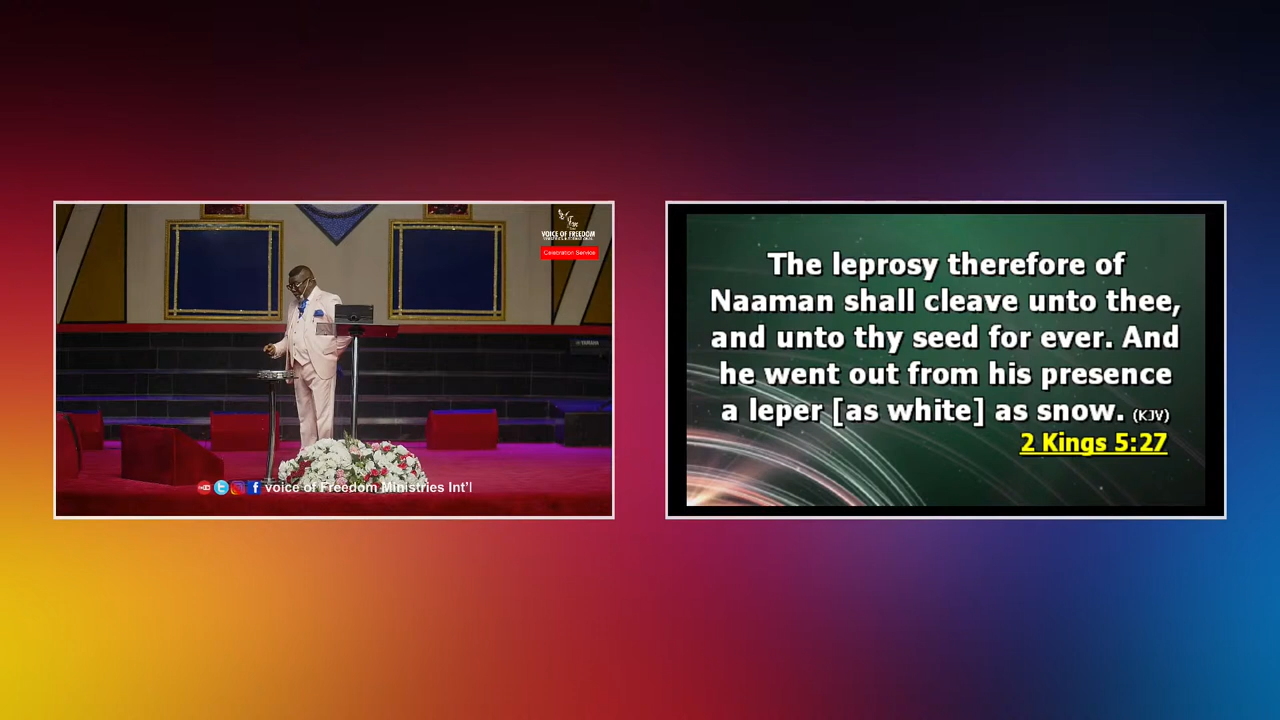 VOICE OF FREEDOM
Celebration Service
YAMAHA
voice of Freedom Ministries Int'l
The leprosy therefore of
Naaman shall cleave unto thee,
and unto thy seed for ever. And
he went out from his presence
a leper [as white] as snow. (KJV)
2 Kings 5:27